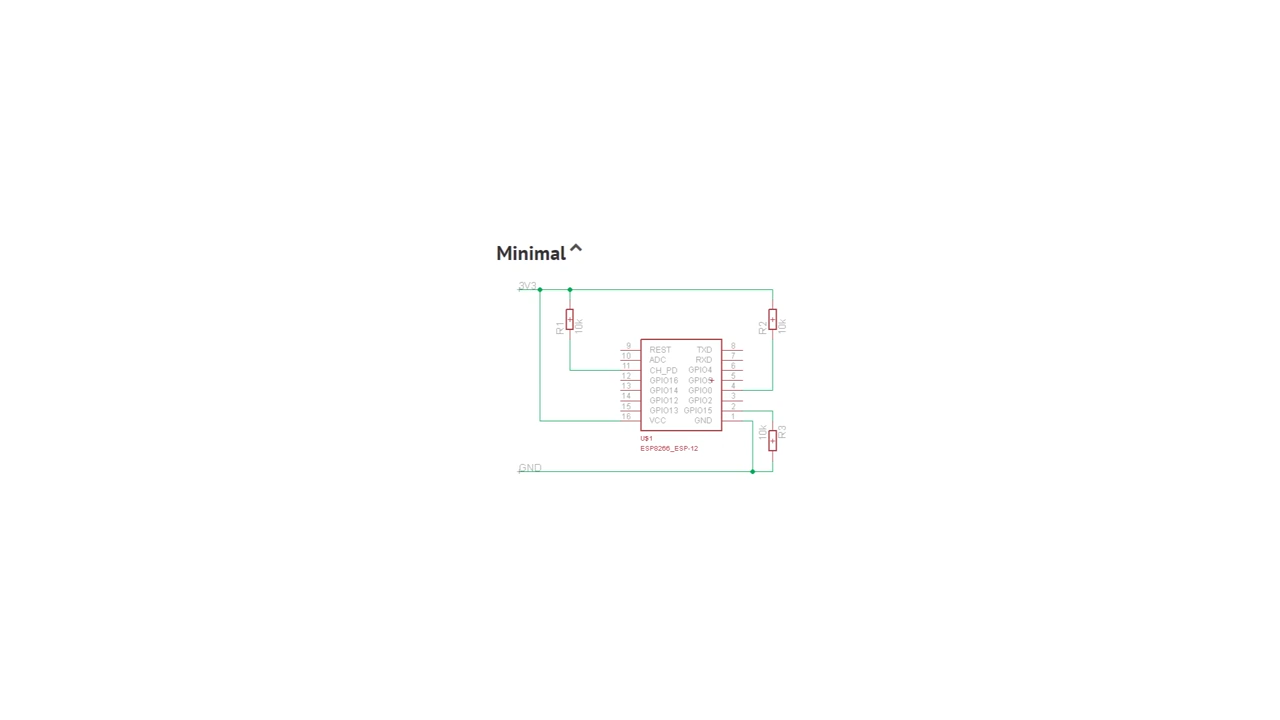 Minimal ^
3V3
R1
10k
R2
10k
9 REST TXD 8
10 ADC RXD 7
11 CH_PD GPIO4 6
12 GPIO16 GPIO5 5
13 GPIO14 GPIO0 4
14 GPIO12 GPIO2 3
15 GPIO13 GPIO15 2
16 VCC GND 1
10k
R3
U$1
ESP8266_ESP-12
GND